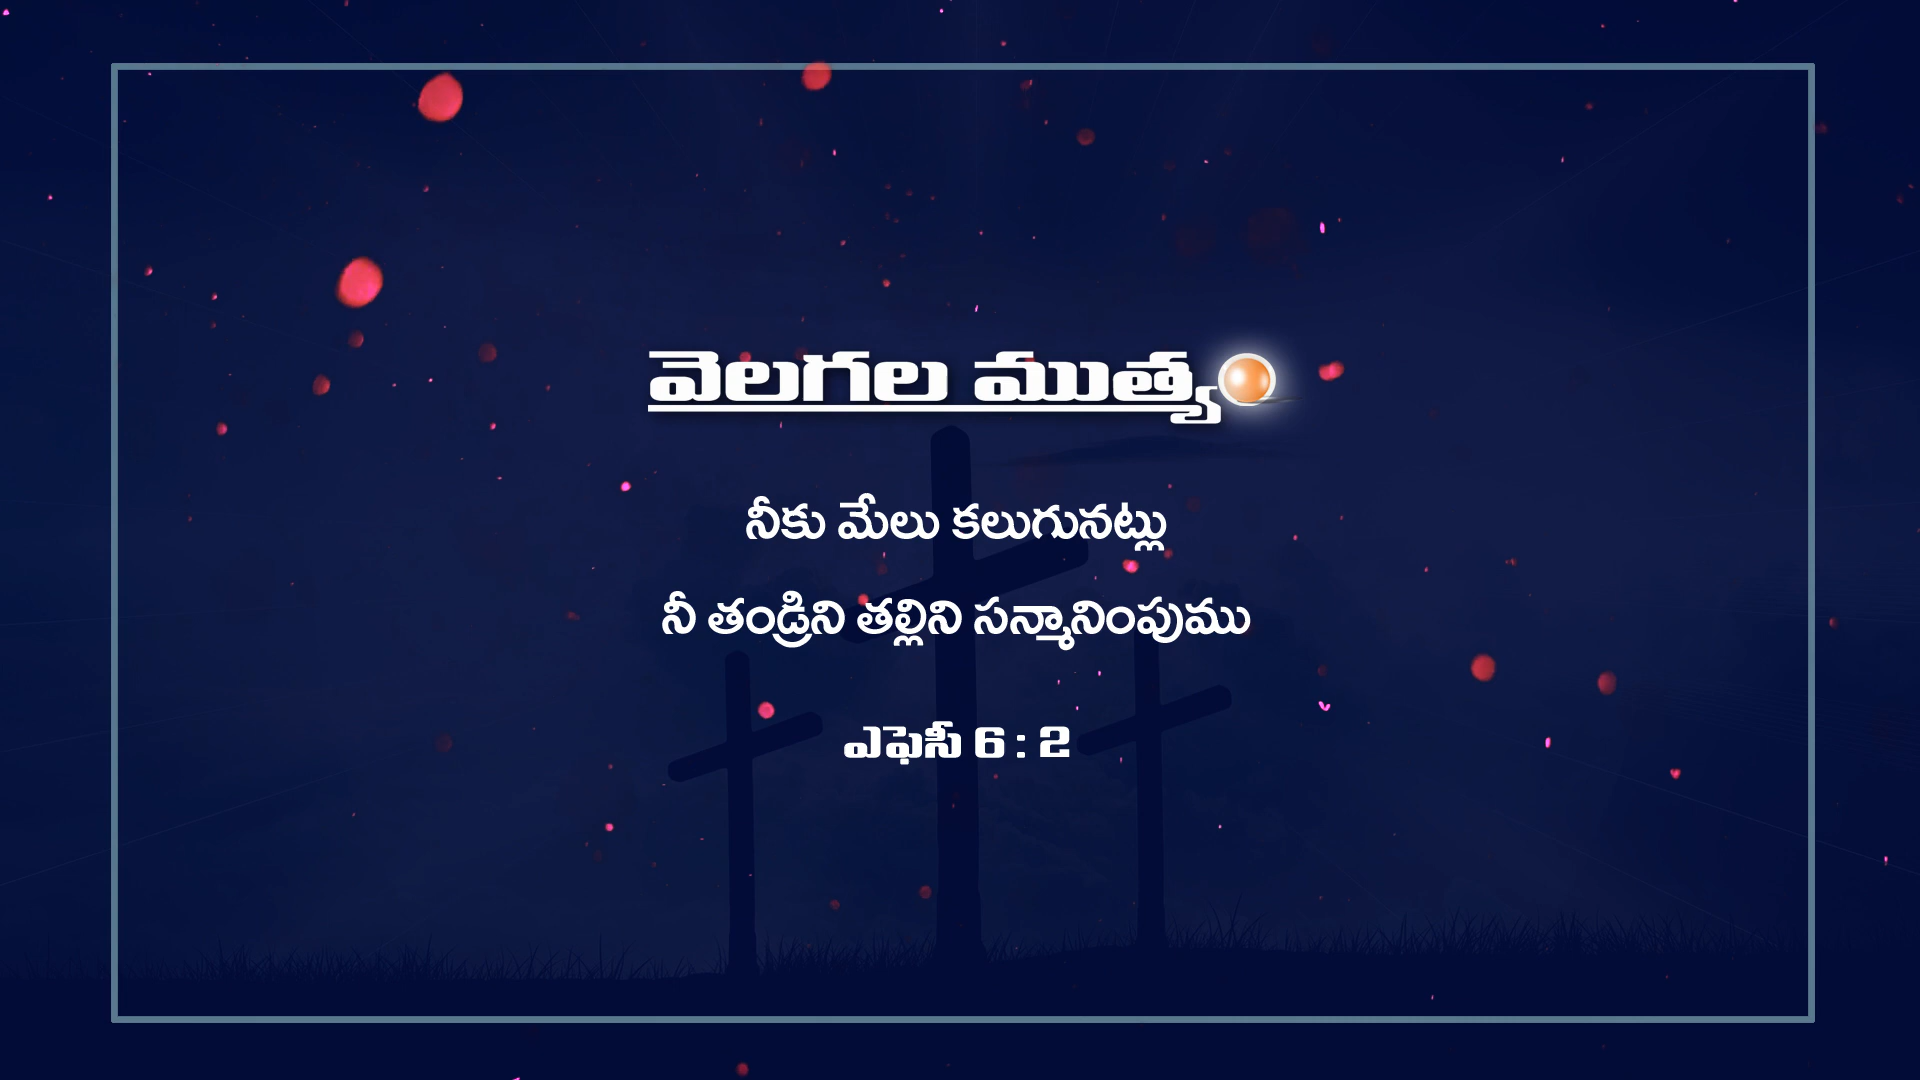 వెలగల ముత్యం
నీకు మేలు కలుగునట్లు
నీ తండ్రిని తల్లిని సన్మానింపుము
ఎఫెసీ 6 : 2